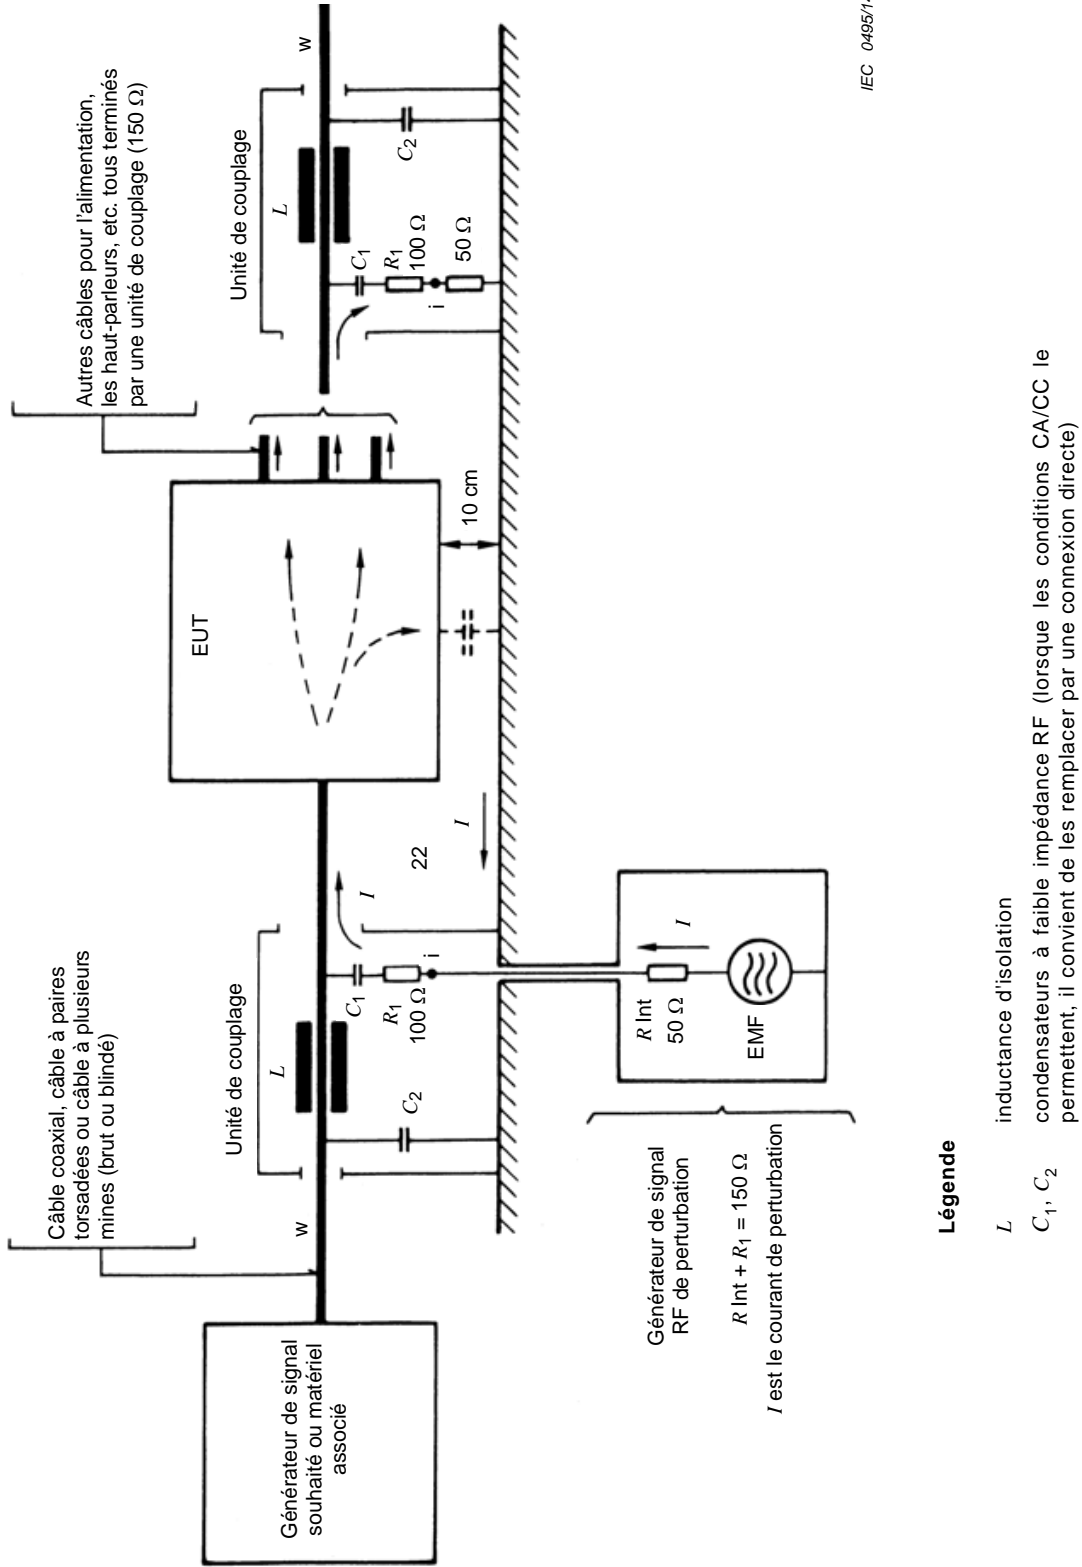 Autres câbles pour l'alimentation,
les haut-parleurs, etc. tous terminés
par une unité de couplage (150 Ω)
Câble coaxial, câble à paires
torsadées ou câble à plusieurs
mines (brut ou blindé)
Unité de couplage
Unité de couplage
w
L
C2
C1
R1
100 Ω
i
I
22
I
EUT
10 cm
w
L
C1
R1
100 Ω
i
50 Ω
C2
Générateur de signal
souhaité ou matériel
associé
Générateur de signal
RF de perturbation
R Int + R1 = 150 Ω
I est le courant de perturbation
R Int
50 Ω
I
EMF
IEC 0495/1
Légende
L inductance d'isolation
C1, C2 condensateurs à faible impédance RF (lorsque les conditions CA/CC le
permettent, il convient de les remplacer par une connexion directe)